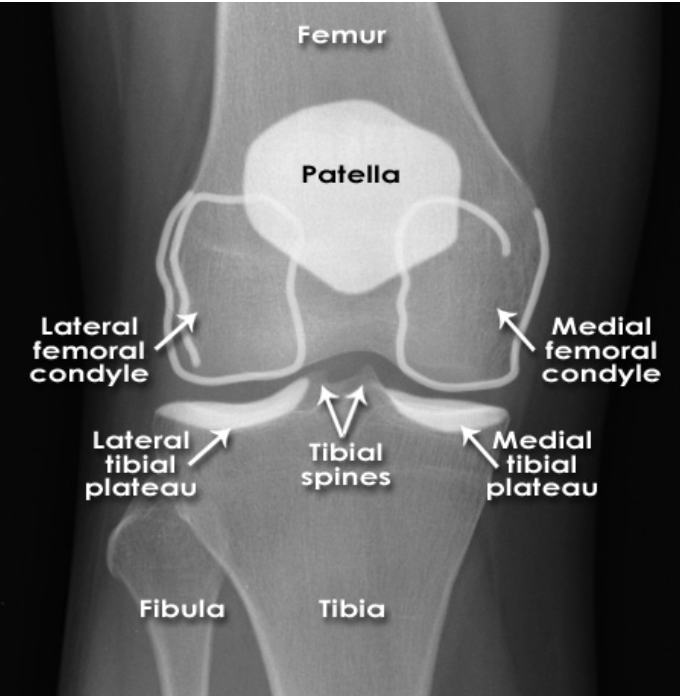 Femur
Patella
Lateral
femoral
condyle
Medial
femoral
condyle
Lateral
tibial
plateau
Tibial
spines
Medial
tibial
plateau
Fibula
Tibia